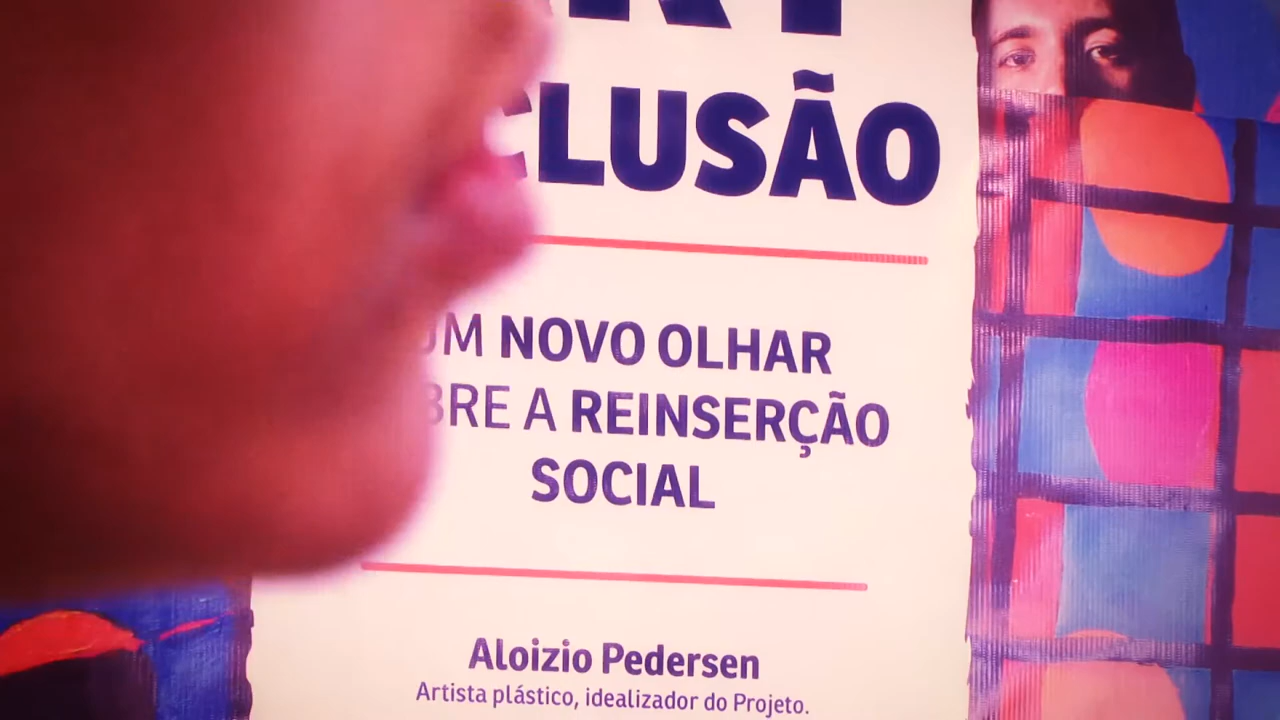 CLUSÃO
UM NOVO OLHAR
BRE A REINSERÇÃO
SOCIAL
Aloizio Pedersen
Artista plástico, idealizador do Projeto.